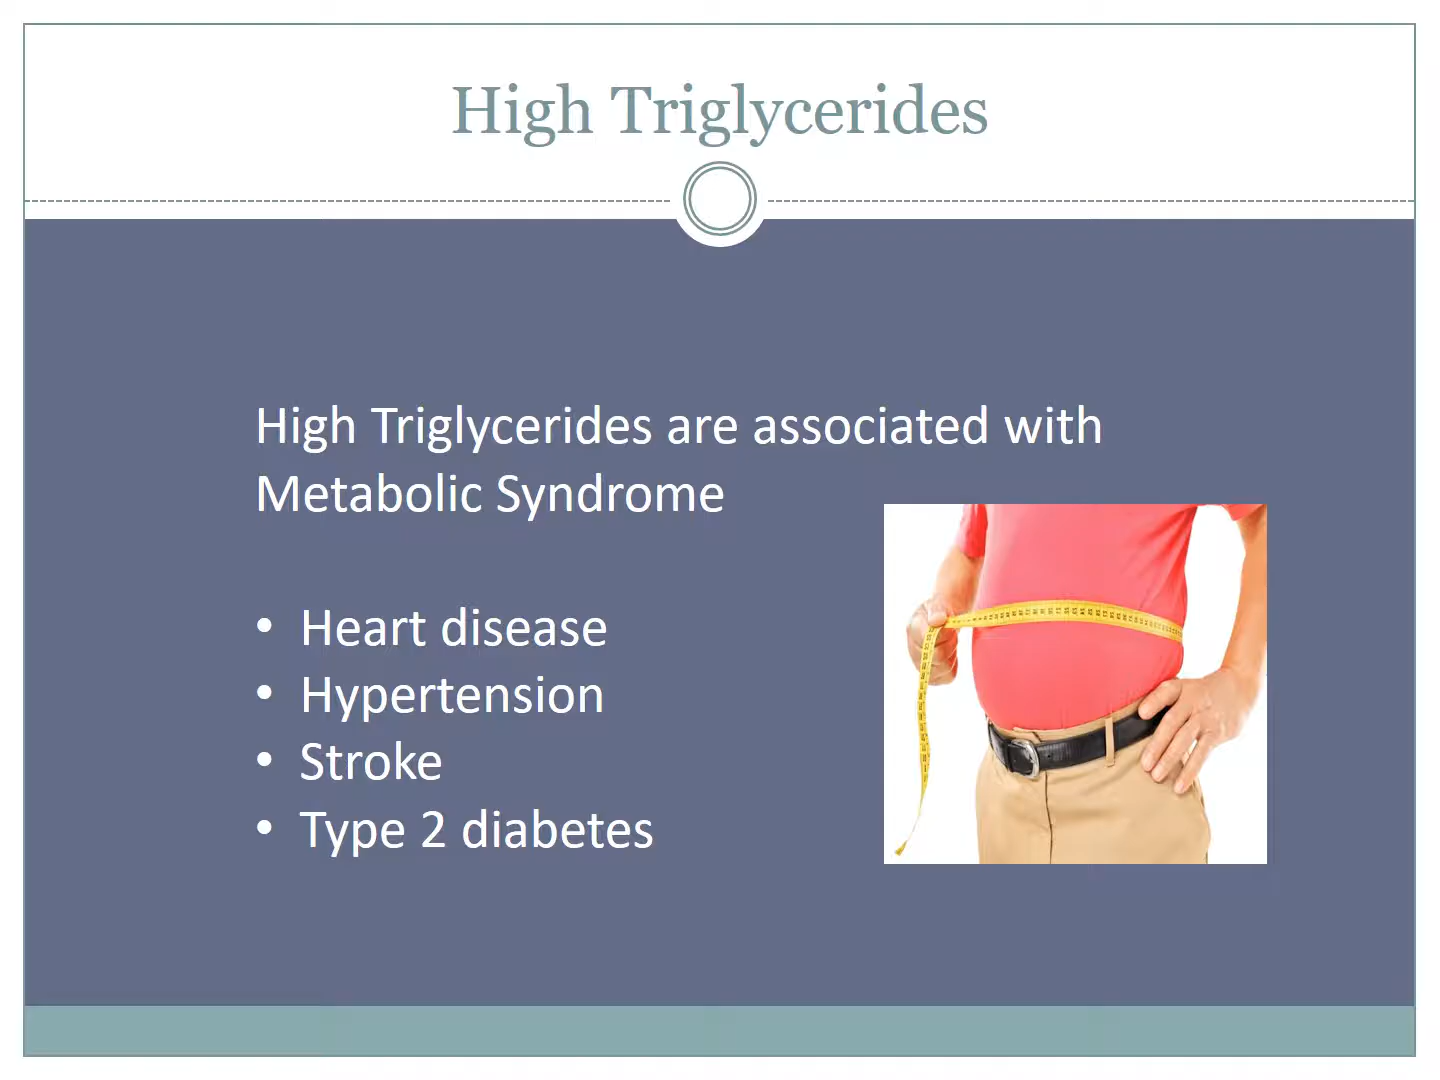 High Triglycerides
High Triglycerides are associated with
Metabolic Syndrome
• Heart disease
• Hypertension
• Stroke
• Type 2 diabetes